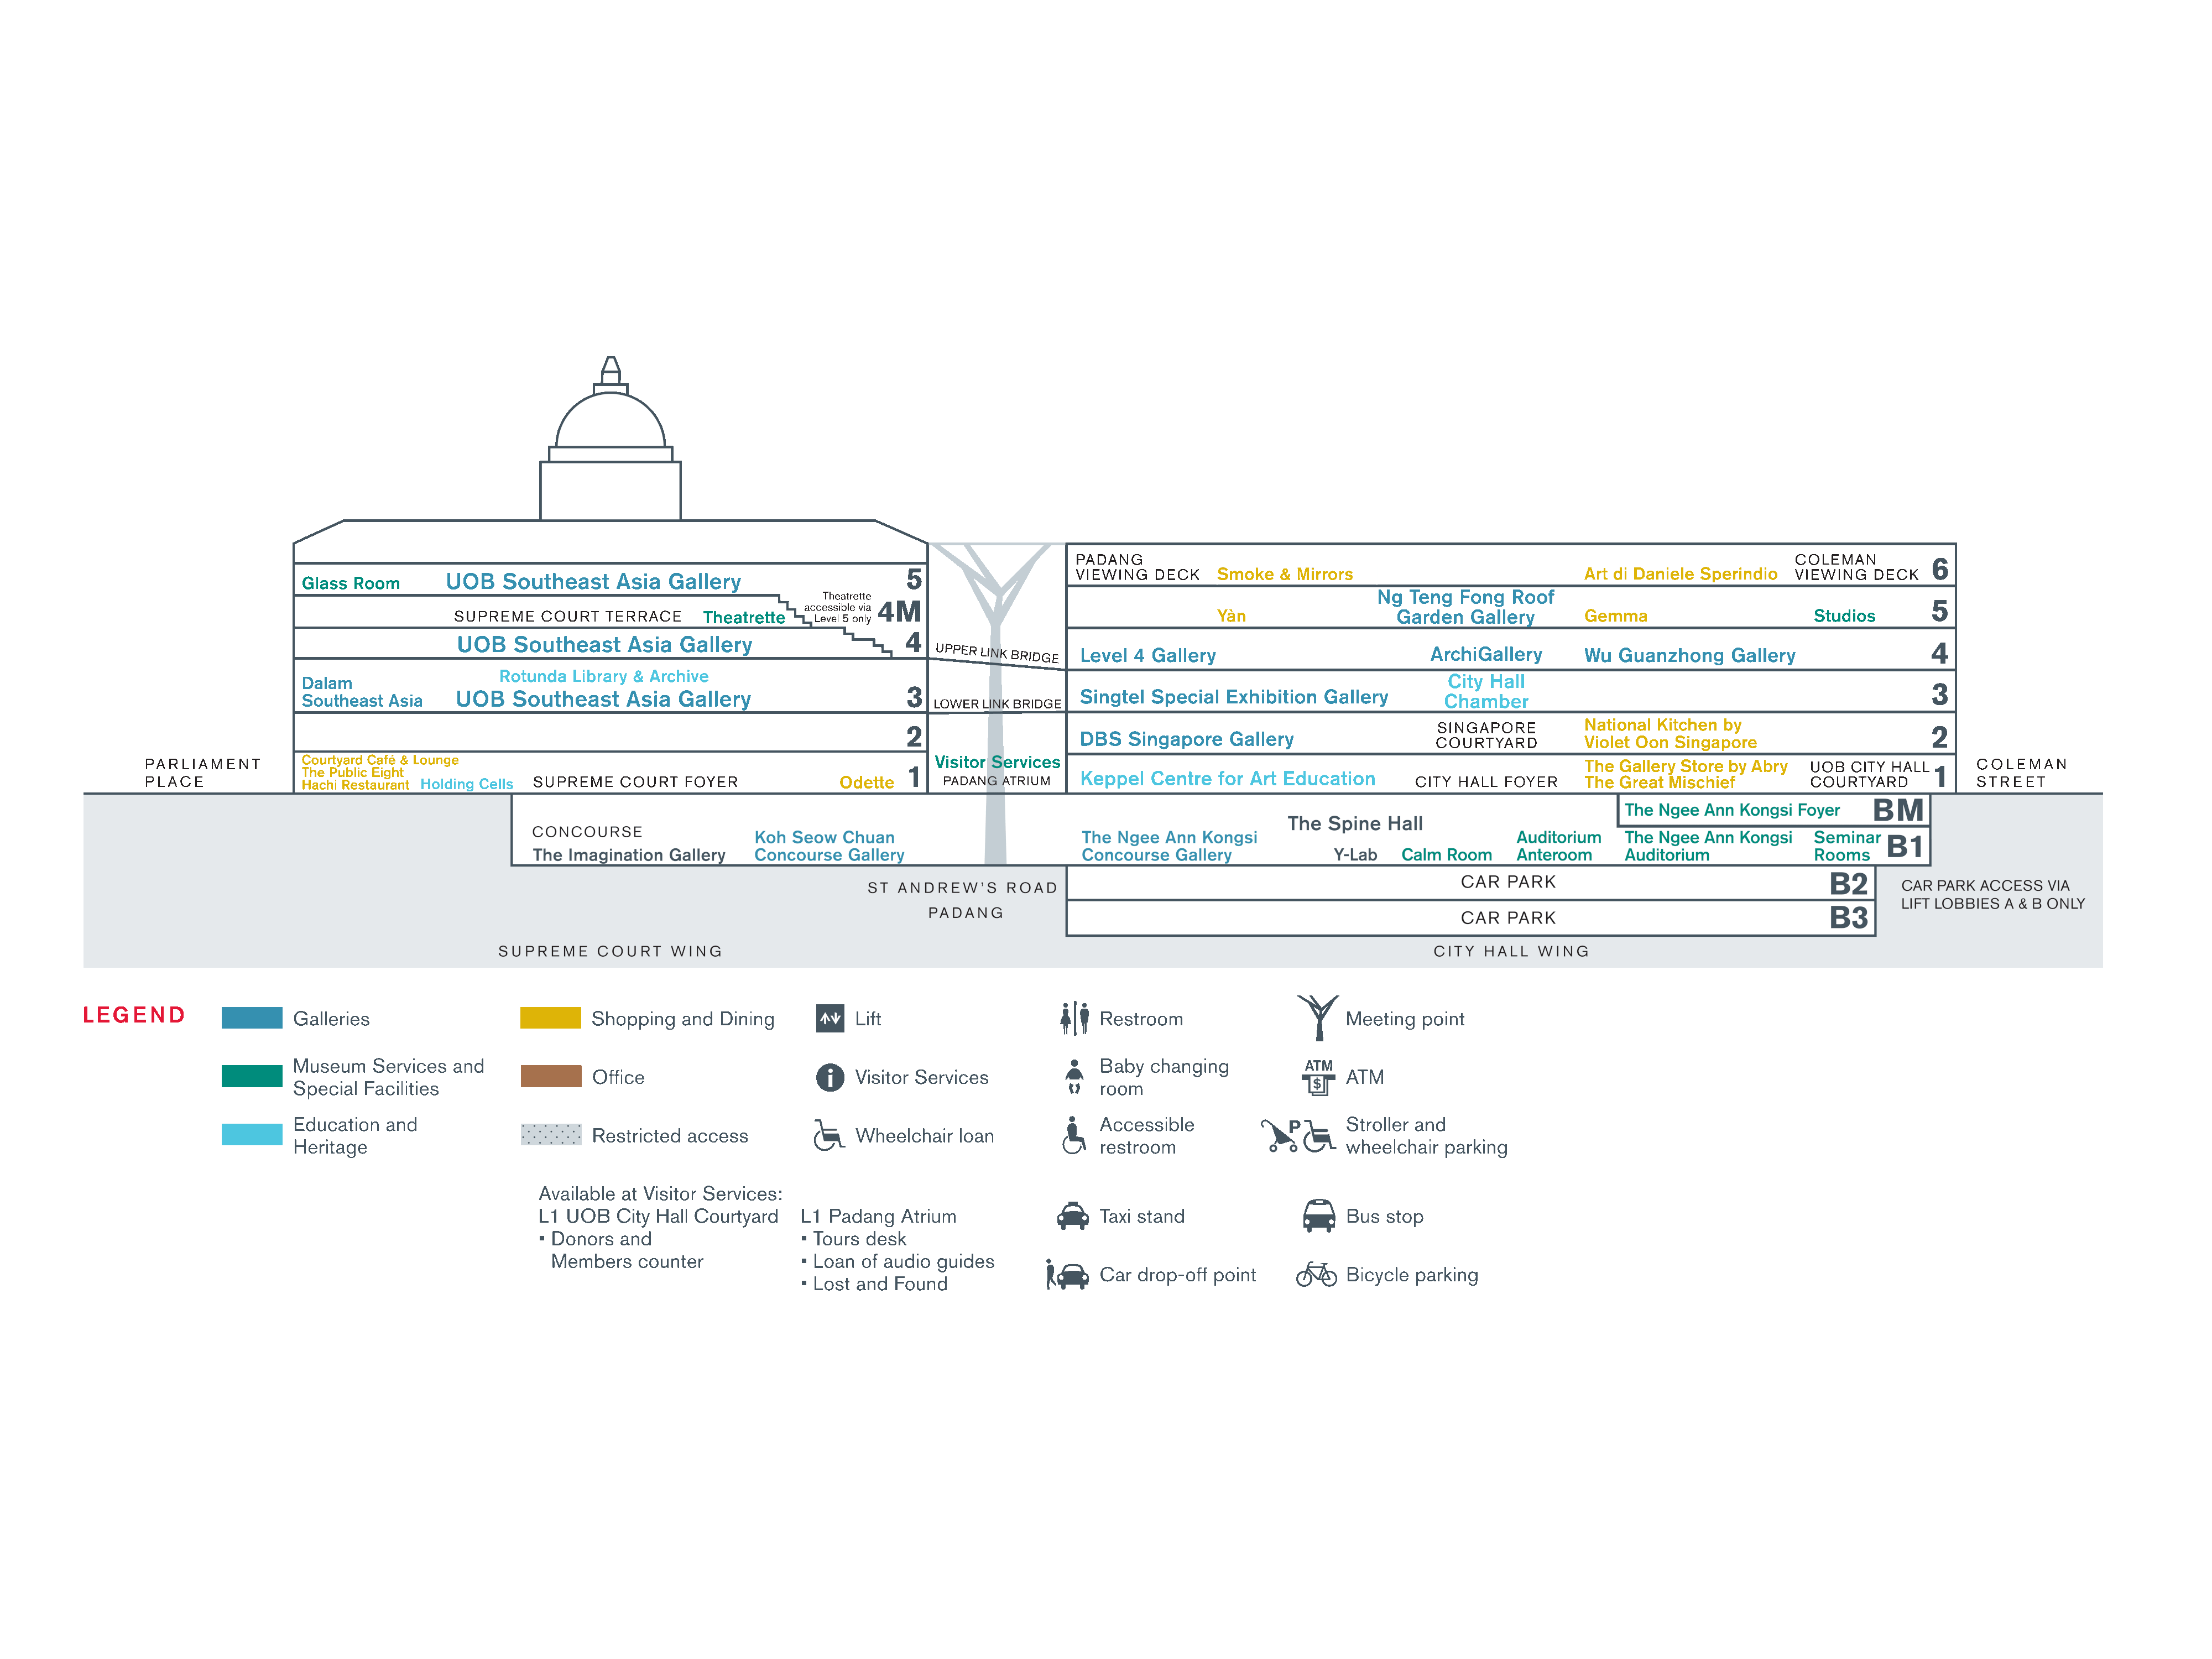 Glass Room
UOB Southeast Asia Gallery
5
SUPREME COURT TERRACE
Theatrette
Theatrette
accessible via
Level 5 only
4M
UOB Southeast Asia Gallery
4
Dalam
Southeast Asia
Rotunda Library & Archive
UOB Southeast Asia Gallery
3
2
Courtyard Café & Lounge
The Public Eight
Hachi Restaurant
Holding Cells
SUPREME COURT FOYER
Odette
1
PARLIAMENT
PLACE
UPPER LINK BRIDGE
LOWER LINK BRIDGE
Visitor Services
PADANG ATRIUM
PADANG
VIEWING DECK
Smoke & Mirrors
Art di Daniele Sperindio
COLEMAN
VIEWING DECK
6
Yàn
Ng Teng Fong Roof
Garden Gallery
Gemma
Studios
5
Level 4 Gallery
ArchiGallery
Wu Guanzhong Gallery
4
Singtel Special Exhibition Gallery
City Hall
Chamber
3
DBS Singapore Gallery
SINGAPORE
COURTYARD
National Kitchen by
Violet Oon Singapore
2
Keppel Centre for Art Education
CITY HALL FOYER
The Gallery Store by Abry
The Great Mischief
UOB CITY HALL
COURTYARD
1
COLEMAN
STREET
CONCOURSE
The Imagination Gallery
Koh Seow Chuan
Concourse Gallery
The Ngee Ann Kongsi
Concourse Gallery
The Spine Hall
Y-Lab
Calm Room
Auditorium
Anteroom
The Ngee Ann Kongsi Foyer
BM
The Ngee Ann Kongsi
Auditorium
Seminar
Rooms
B1
ST ANDREW'S ROAD
PADANG
CAR PARK
B2
CAR PARK
B3
CAR PARK ACCESS VIA
LIFT LOBBIES A & B ONLY
SUPREME COURT WING
CITY HALL WING
LEGEND
Galleries
Museum Services and
Special Facilities
Education and
Heritage
Shopping and Dining
Office
Restricted access
Lift
Visitor Services
Wheelchair loan
Restroom
Baby changing
room
Accessible
restroom
Meeting point
ATM
ATM
P
Stroller and
wheelchair parking
Available at Visitor Services:
L1 UOB City Hall Courtyard
▪ Donors and
Members counter
L1 Padang Atrium
▪ Tours desk
▪ Loan of audio guides
▪ Lost and Found
Taxi stand
Car drop-off point
Bus stop
Bicycle parking